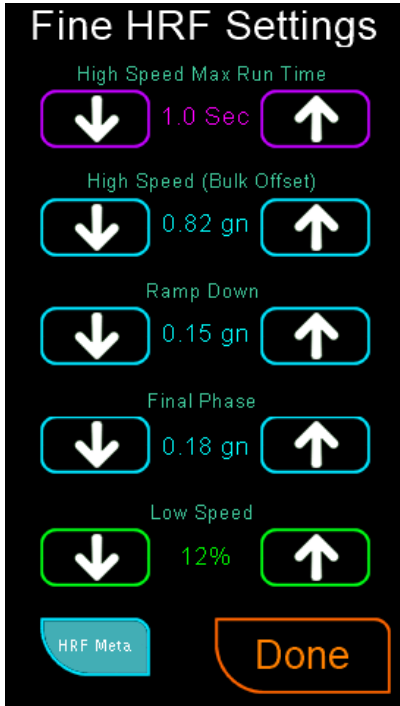 Fine HRF Settings
High Speed Max Run Time
1.0 Sec
High Speed (Bulk Offset)
0.82 gn
Ramp Down
0.15 gn
Final Phase
0.18 gn
Low Speed
12%
HRF Meta
Done